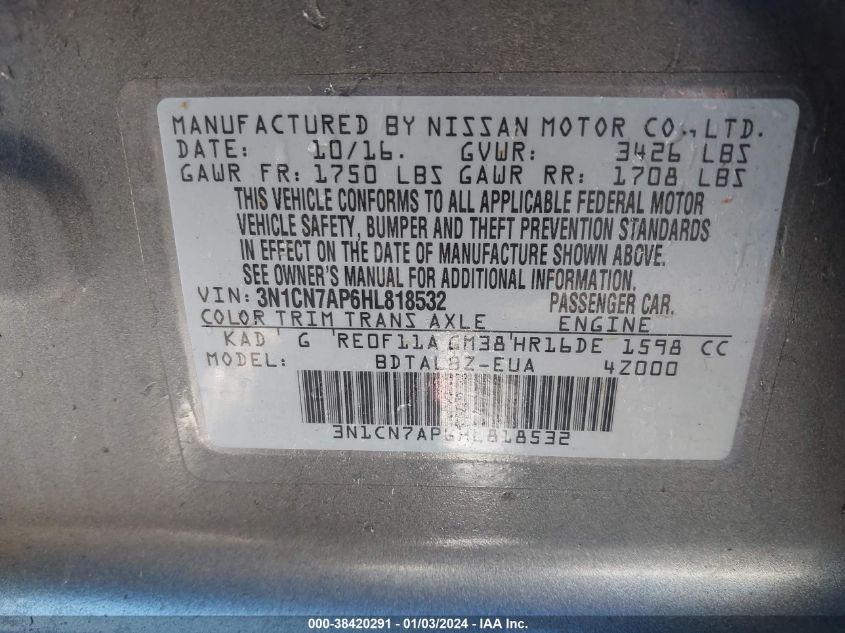 MANUFACTURED BY NISSAN MOTOR CO., LTD.
DATE: 10/16. GVWR: 3426 LBS
GAWR FR: 1750 LBS GAWR RR: 1708 LBS
THIS VEHICLE CONFORMS TO ALL APPLICABLE FEDERAL MOTOR
VEHICLE SAFETY, BUMPER AND THEFT PREVENTION STANDARDS
IN EFFECT ON THE DATE OF MANUFACTURE SHOWN ABOVE.
SEE OWNER'S MANUAL FOR ADDITIONAL INFORMATION.
VIN: 3N1CN7AP6HL818532 PASSENGER CAR.
COLOR TRIM TRANS AXLE ENGINE
KAD G RE0F11A GM38 HR16DE 1598 CC
MODEL: BDTALBZ-EUA 4Z000
3N1CN7AP6HL818532
000-38420291 - 01/03/2024 - IAA, Inc.